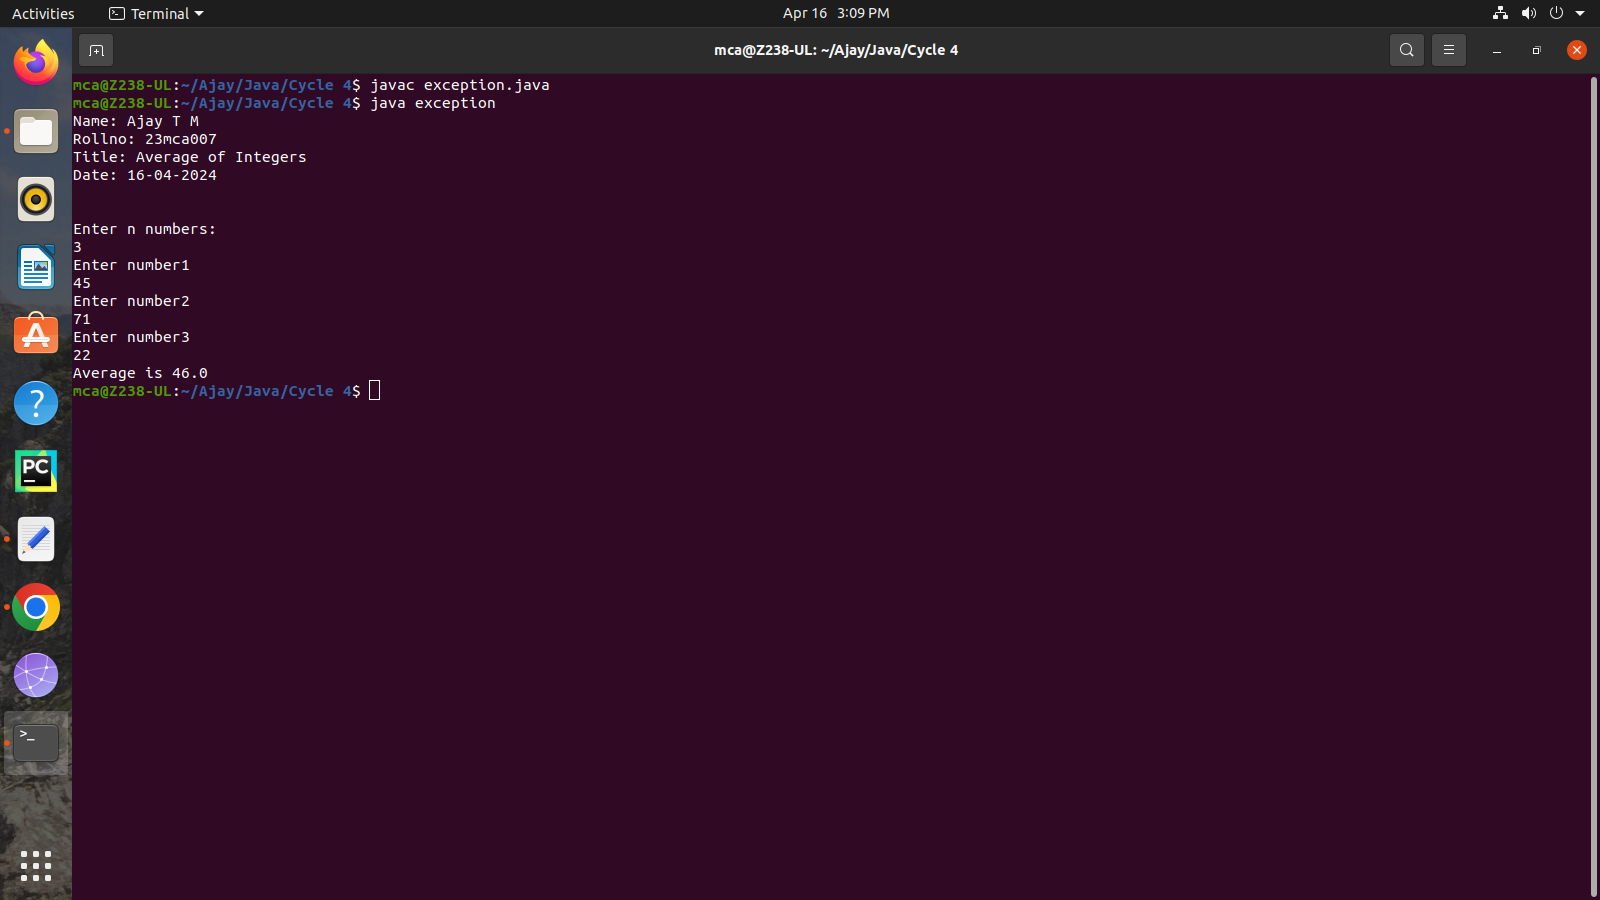 Activities
Terminal
Apr 16 3:09 PM
mca@Z238-UL: ~/Ajay/Java/Cycle 4
mca@Z238-UL:~/Ajay/Java/Cycle 4$ javac exception.java
mca@Z238-UL:~/Ajay/Java/Cycle 4$ java exception
Name: Ajay T M
Rollno: 23mca007
Title: Average of Integers
Date: 16-04-2024
Enter n numbers:
3
Enter number1
45
Enter number2
71
Enter number3
22
Average is 46.0
mca@Z238-UL:~/Ajay/Java/Cycle 4$
PC
>_